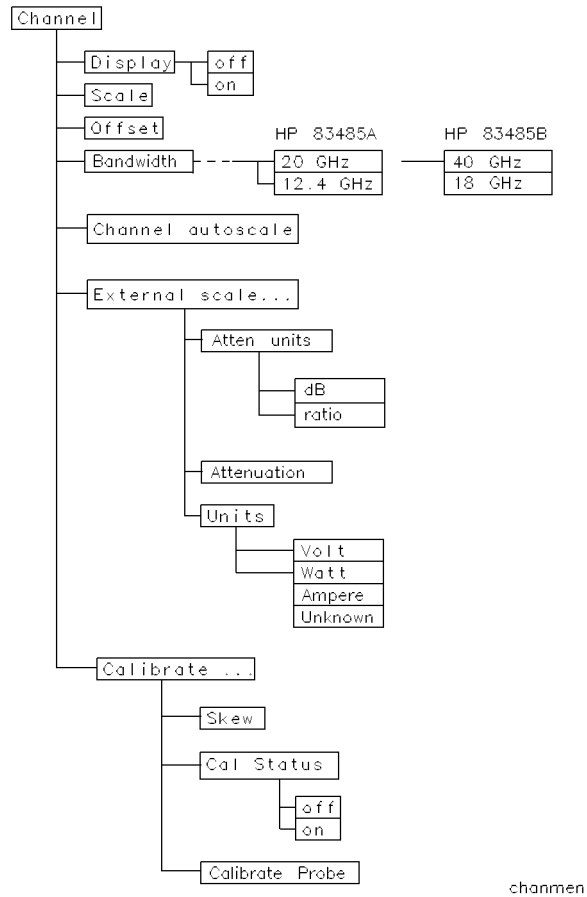 Channel
Display
off
on
Scale
Offset
HP 83485A
HP 83485B
Bandwidth
20 GHz
40 GHz
12.4 GHz
18 GHz
Channel autoscale
External scale...
Atten units
dB
ratio
Attenuation
Units
Volt
Watt
Ampere
Unknown
Calibrate ...
Skew
Cal Status
off
on
Calibrate Probe
chanmen